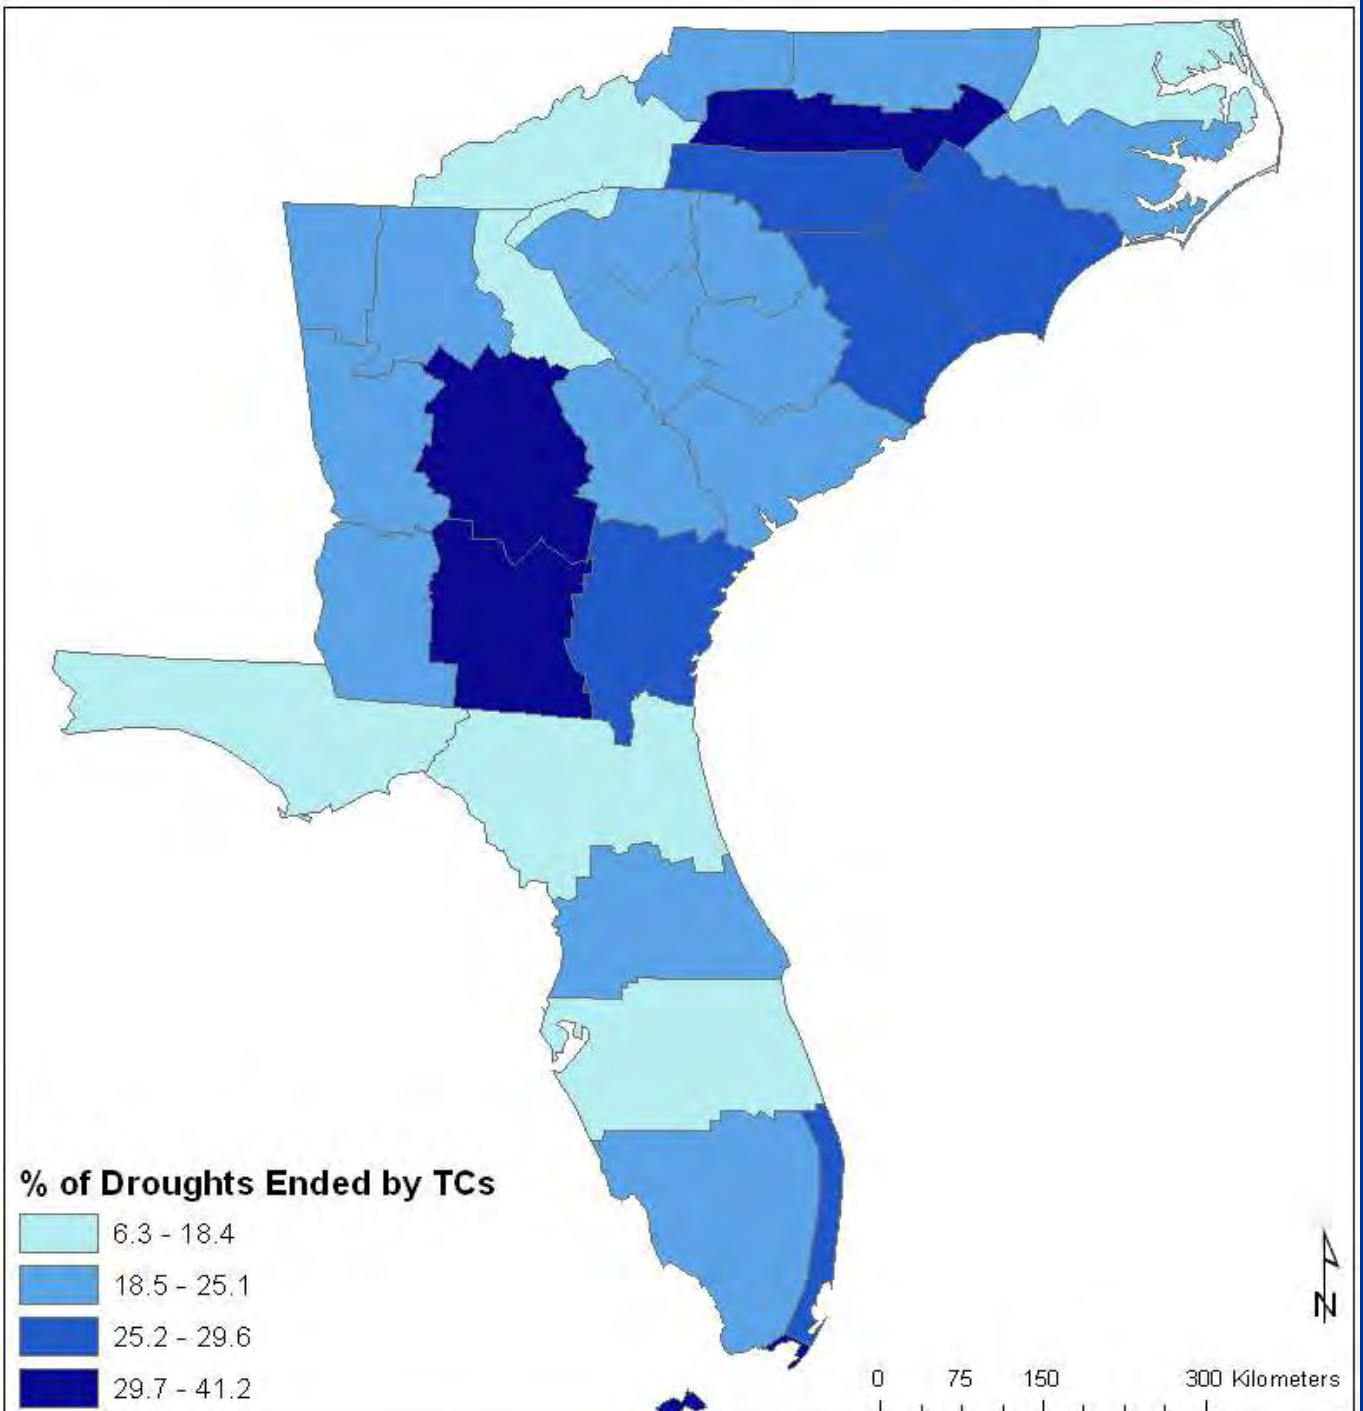 % of Droughts Ended by TCs
6.3 - 18.4
18.5 - 25.1
25.2 - 29.6
29.7 - 41.2
N
0 75 150 300 Kilometers